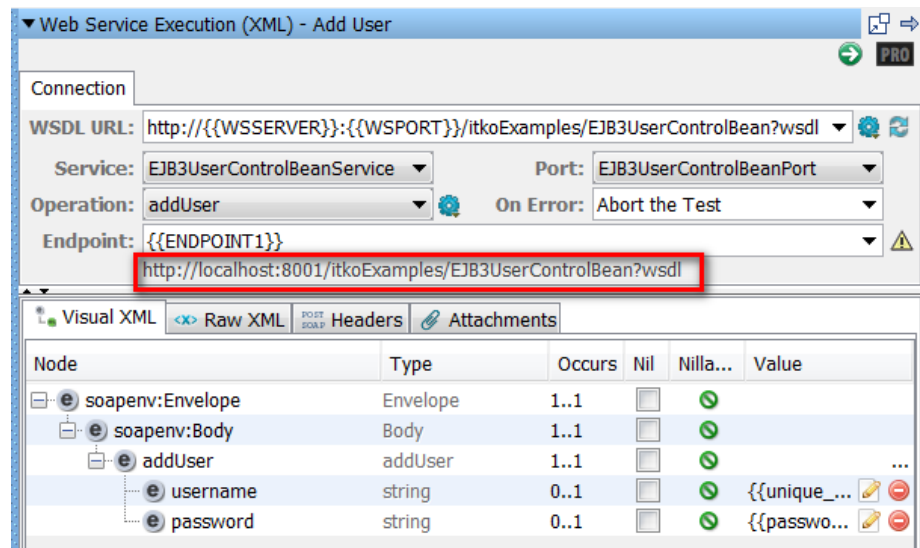 Web Service Execution (XML) - Add User
PRO
Connection
WSDL URL: http://{{WSSERVER}}:{{WSPORT}}/itkoExamples/EJB3UserControlBean?wsdl
Service: EJB3UserControlBeanService Port: EJB3UserControlBeanPort
Operation: addUser On Error: Abort the Test
Endpoint: {{ENDPOINT1}}
http://localhost:8001/itkoExamples/EJB3UserControlBean?wsdl
Visual XML <x> Raw XML POST SOAP Headers Attachments
Node Type Occurs Nil Nilla... Value
e soapenv:Envelope Envelope 1..1
e soapenv:Body Body 1..1
e addUser addUser 1..1 ...
e username string 0..1 {{unique_...
e password string 0..1 {{passwo...